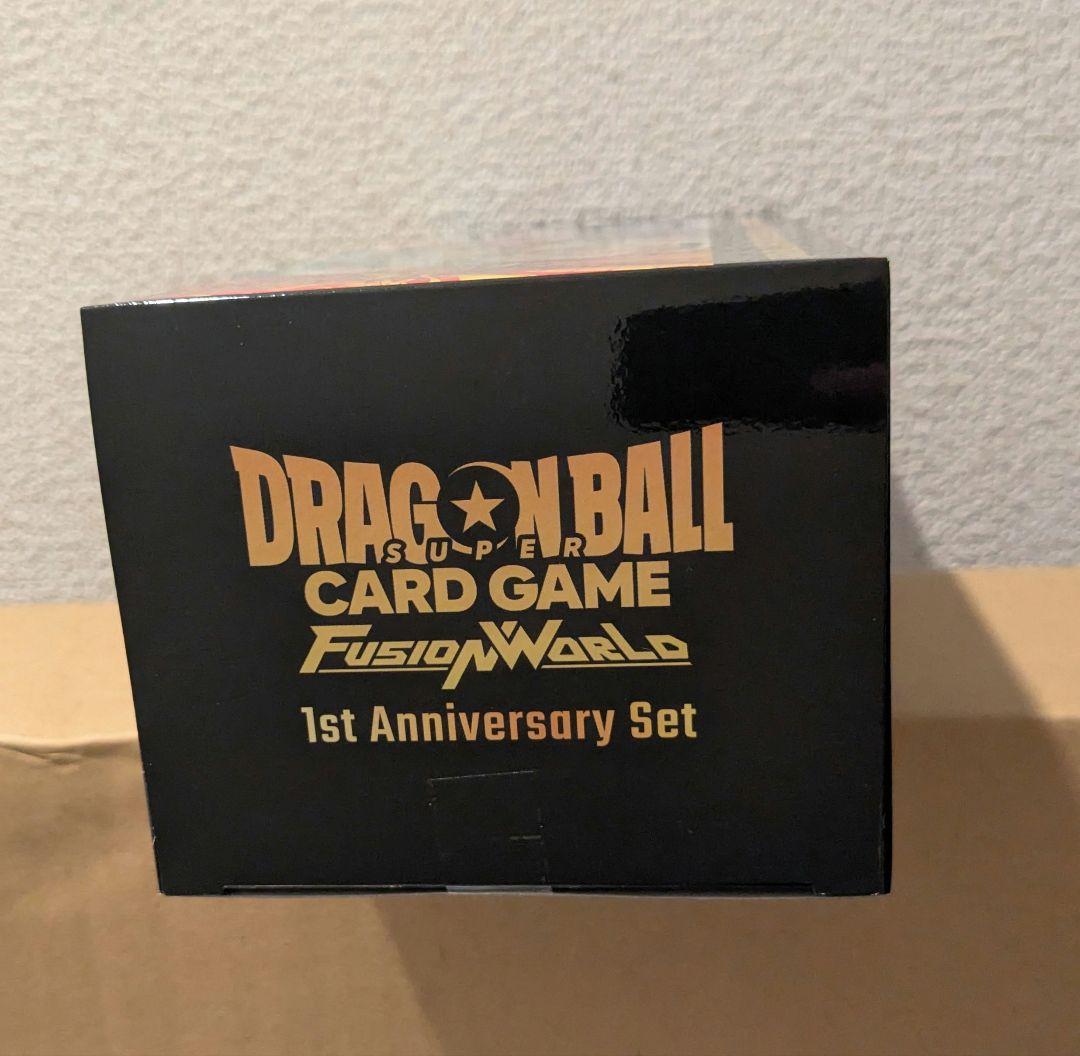 DRAGON BALL
SUPER
CARD GAME
FUSION WORLD
1st Anniversary Set